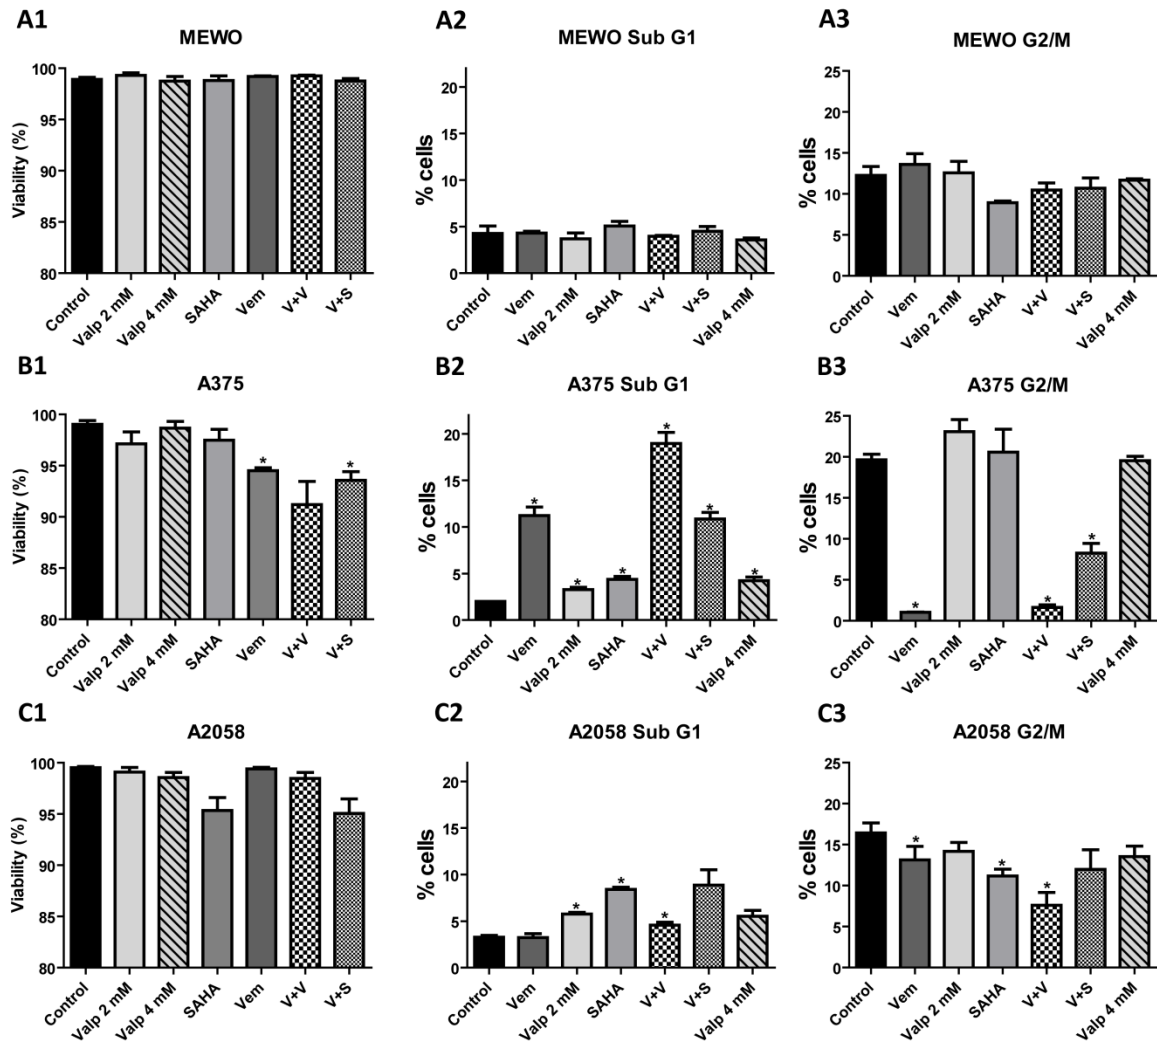 A1
MEWO
Viability (%)
100
95
90
85
80
Control
Valp 2 mM
Valp 4 mM
SAHA
Vem
V+V
V+S
A2
MEWO Sub G1
% cells
20
15
10
5
0
Control
Vem
Valp 2 mM
SAHA
V+V
V+S
Valp 4 mM
A3
MEWO G2/M
% cells
25
20
15
10
5
0
Control
Vem
Valp 2 mM
SAHA
V+V
V+S
Valp 4 mM
B1
A375
Viability (%)
100
95
90
85
80
* *
Control
Valp 2 mM
Valp 4 mM
SAHA
Vem
V+V
V+S
B2
A375 Sub G1
% cells
20
15
10
5
0
* * * * * *
Control
Vem
Valp 2 mM
SAHA
V+V
V+S
Valp 4 mM
B3
A375 G2/M
% cells
25
20
15
10
5
0
* * *
Control
Vem
Valp 2 mM
SAHA
V+V
V+S
Valp 4 mM
C1
A2058
Viability (%)
100
95
90
85
80
Control
Valp 2 mM
Valp 4 mM
SAHA
Vem
V+V
V+S
C2
A2058 Sub G1
% cells
20
15
10
5
0
* * *
Control
Vem
Valp 2 mM
SAHA
V+V
V+S
Valp 4 mM
C3
A2058 G2/M
% cells
25
20
15
10
5
0
* * *
Control
Vem
Valp 2 mM
SAHA
V+V
V+S
Valp 4 mM